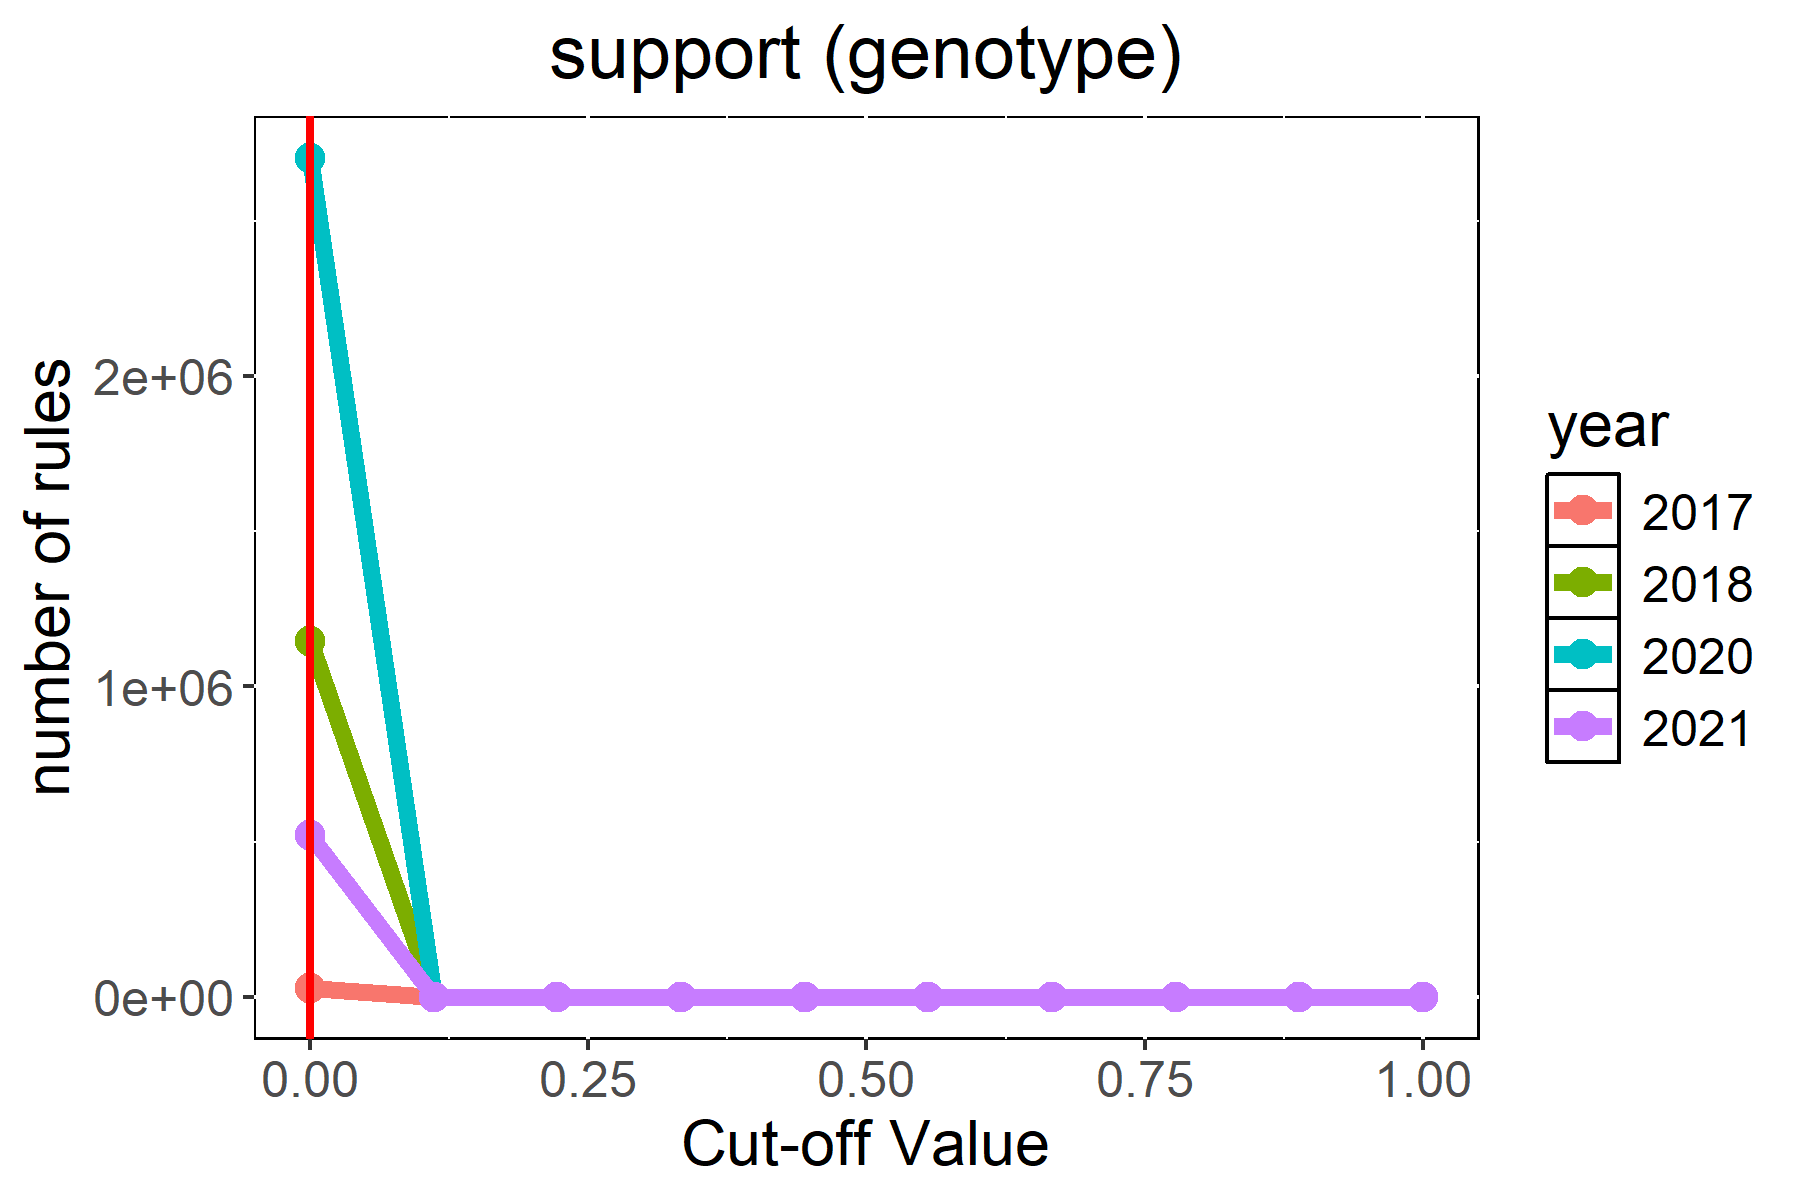 support (genotype)
number of rules
2e+06
1e+06
0e+00
0.00 0.25 0.50 0.75 1.00
Cut-off Value
year
2017
2018
2020
2021